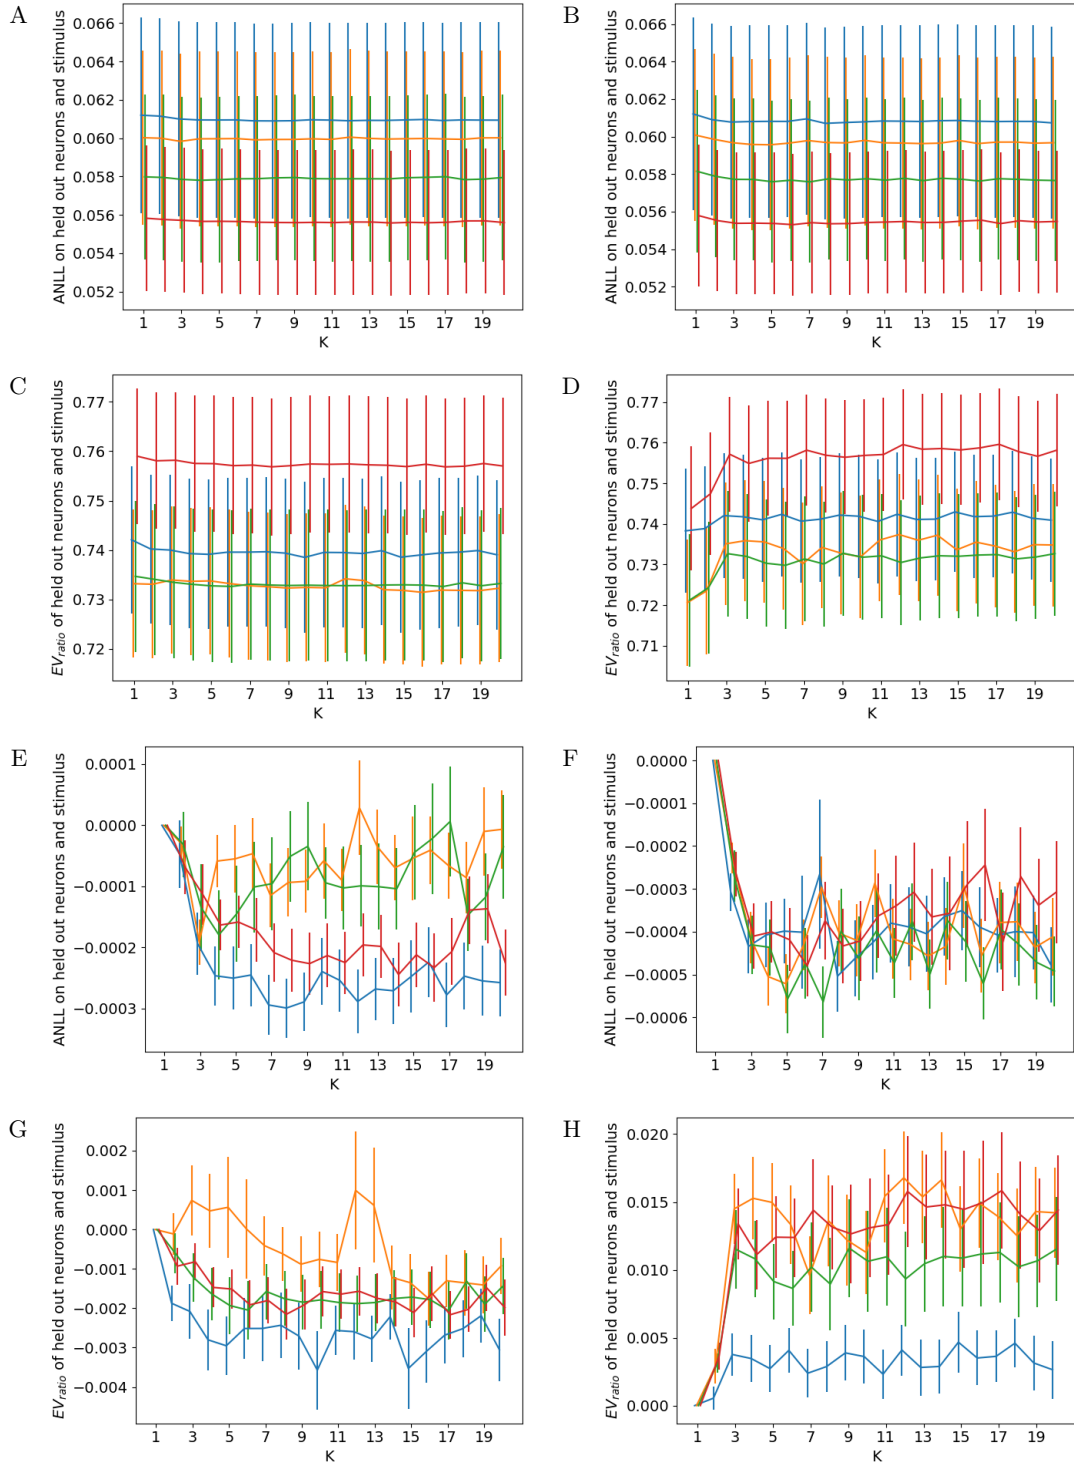 A
ANLL on held out neurons and stimulus
0.066
0.064
0.062
0.060
0.058
0.056
0.054
0.052
1 3 5 7 9 11 13 15 17 19
K
B
ANLL on held out neurons and stimulus
0.066
0.064
0.062
0.060
0.058
0.056
0.054
0.052
1 3 5 7 9 11 13 15 17 19
K
C
EV_ratio of held out neurons and stimulus
0.77
0.76
0.75
0.74
0.73
0.72
1 3 5 7 9 11 13 15 17 19
K
D
EV_ratio of held out neurons and stimulus
0.77
0.76
0.75
0.74
0.73
0.72
0.71
1 3 5 7 9 11 13 15 17 19
K
E
ANLL on held out neurons and stimulus
0.0001
0.0000
−0.0001
−0.0002
−0.0003
1 3 5 7 9 11 13 15 17 19
K
F
ANLL on held out neurons and stimulus
0.0000
−0.0001
−0.0002
−0.0003
−0.0004
−0.0005
−0.0006
1 3 5 7 9 11 13 15 17 19
K
G
EV_ratio of held out neurons and stimulus
0.002
0.001
0.000
−0.001
−0.002
−0.003
−0.004
1 3 5 7 9 11 13 15 17 19
K
H
EV_ratio of held out neurons and stimulus
0.020
0.015
0.010
0.005
0.000
1 3 5 7 9 11 13 15 17 19
K